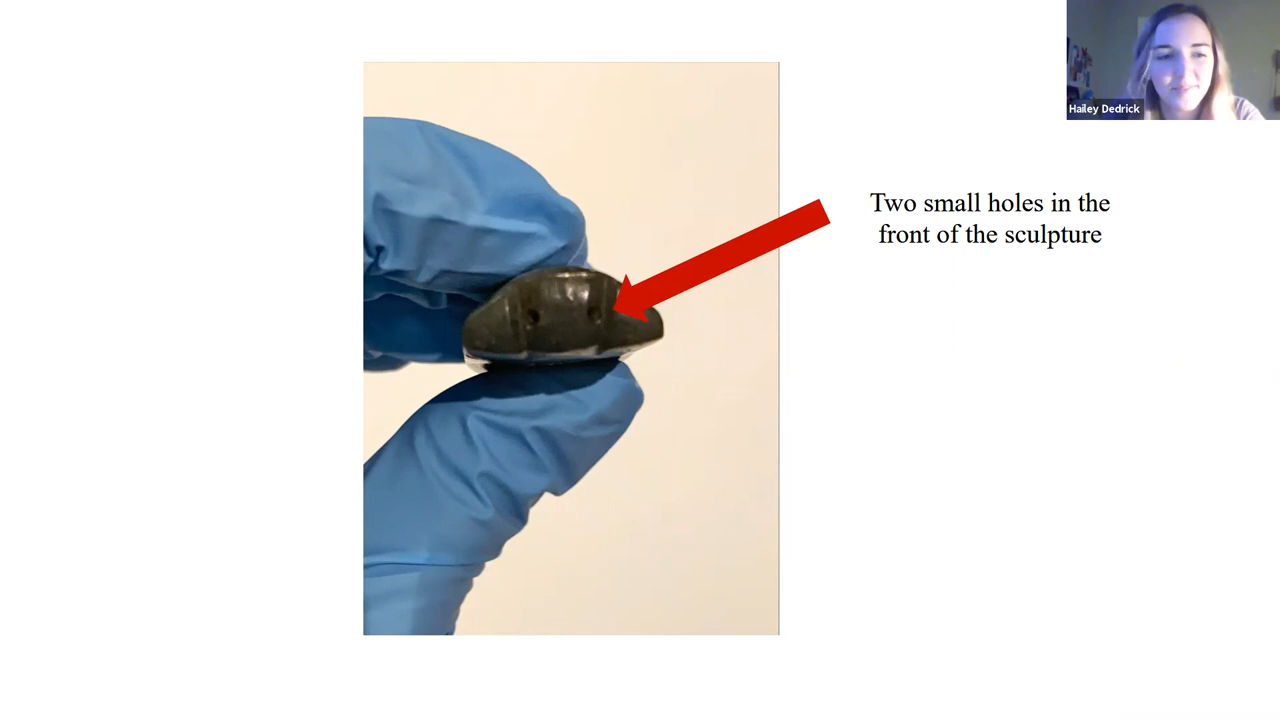 Hailey Dedrick
Two small holes in the
front of the sculpture